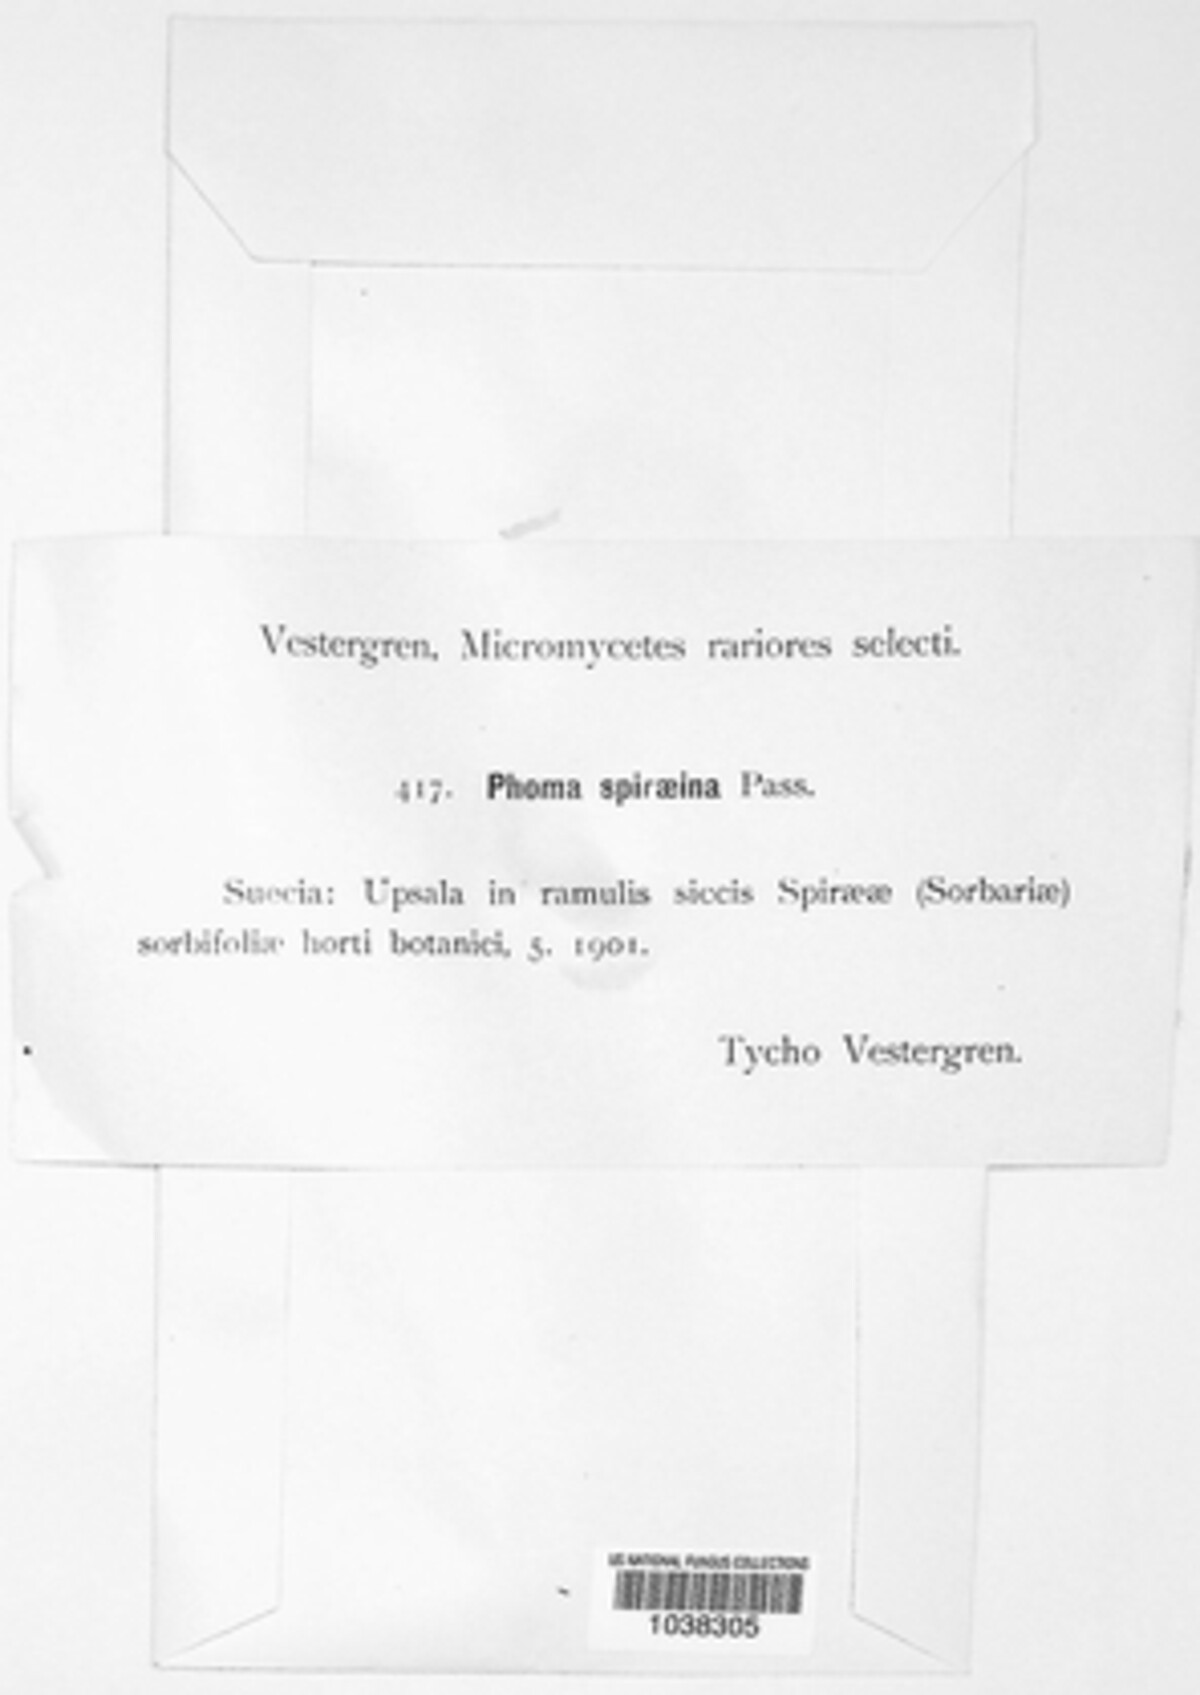 Vestergren, Micromycetes rariores selecti.
417. Phoma spiræina Pass.
Suecia: Upsala in ramulis siccis Spirææ (Sorbariæ)
sorbifoliæ horti botanici, 5. 1901.
Tycho Vestergren.
US NATIONAL FUNGUS COLLECTIONS
1038305